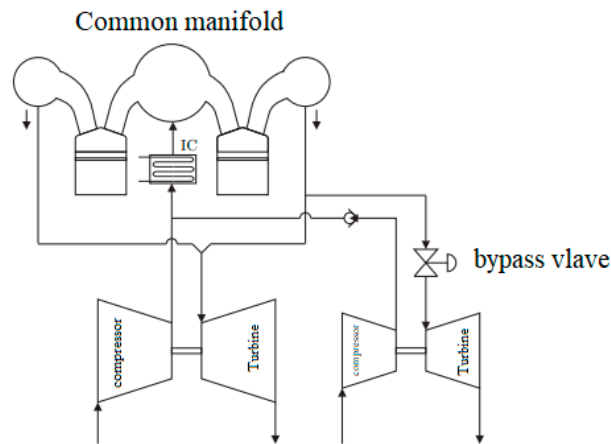 Common manifold
IC
bypass vlave
compressor
Turbine
compressor
Turbine